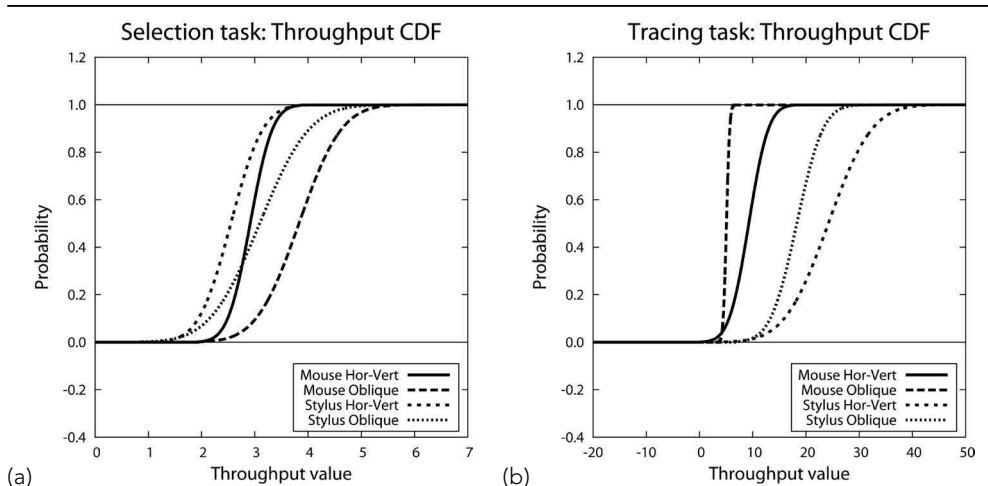 Selection task: Throughput CDF
1.2
1.0
0.8
0.6
0.4
0.2
0.0
-0.2
-0.4
Probability
Mouse Hor-Vert
Mouse Oblique
Stylus Hor-Vert
Stylus Oblique
0 1 2 3 4 5 6 7
Throughput value
(a)
Tracing task: Throughput CDF
1.2
1.0
0.8
0.6
0.4
0.2
0.0
-0.2
-0.4
Probability
Mouse Hor-Vert
Mouse Oblique
Stylus Hor-Vert
Stylus Oblique
-20 -10 0 10 20 30 40 50
Throughput value
(b)